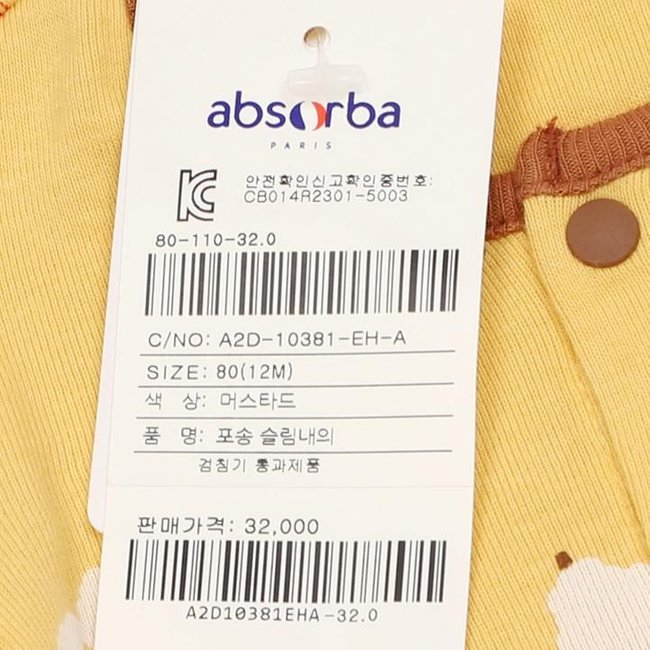 absorba
PARIS
안전확인신고확인증번호:
CB014R2301-5003
80-110-32.0
C/NO: A2D-10381-EH-A
SIZE: 80(12M)
색 상: 머스타드
품 명: 포송 슬림내의
검침기 통과제품
판매가격: 32,000
A2D10381EHA-32.0